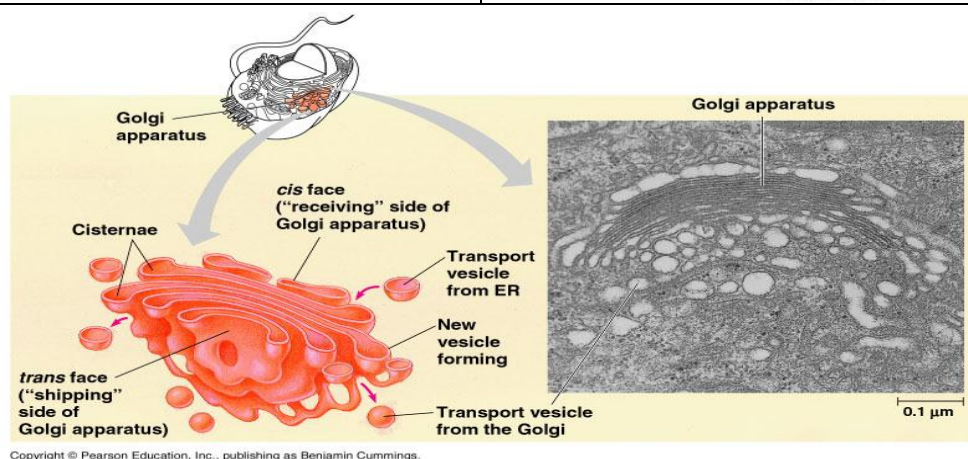 Golgi
apparatus
Golgi apparatus
cis face
("receiving" side of
Golgi apparatus)
Cisternae
Transport
vesicle
from ER
New
vesicle
forming
trans face
("shipping"
side of
Golgi apparatus)
Transport vesicle
from the Golgi
0.1 µm
Copyright © Pearson Education, Inc., publishing as Benjamin Cummings.